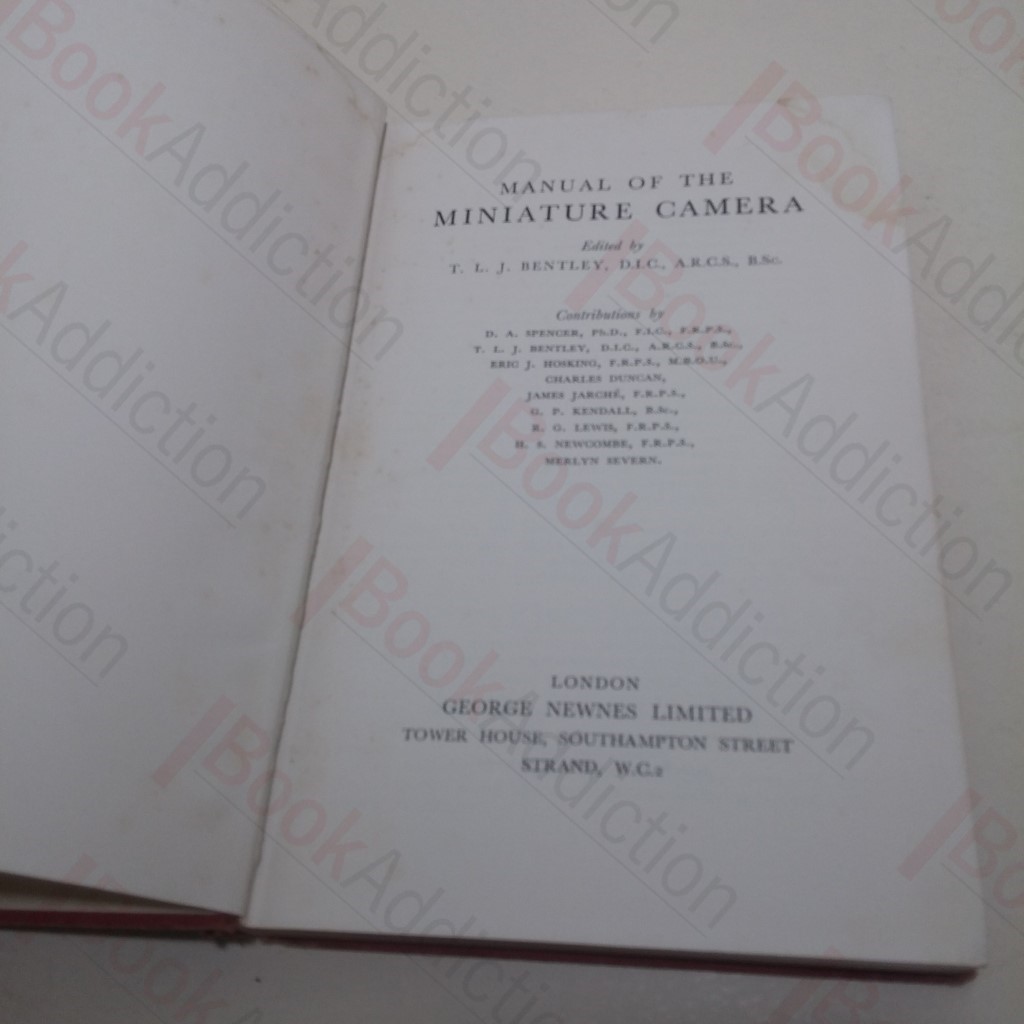 MANUAL OF THE
MINIATURE CAMERA
Edited by
T. L. J. BENTLEY, D.I.C., A.R.C.S., B.Sc.
Contributions by
D. A. SPENCER, Ph.D., F.I.C., F.R.P.S.,
T. L. J. BENTLEY, D.I.C., A.R.C.S., B.Sc.,
ERIC J. HOSKING, F.R.P.S., M.B.O.U.,
CHARLES DUNCAN,
JAMES JARCHÉ, F.R.P.S.,
G. P. KENDALL, B.Sc.,
R. G. LEWIS, F.R.P.S.,
H. S. NEWCOMBE, F.R.P.S.,
MERLYN SEVERN.
LONDON
GEORGE NEWNES LIMITED
TOWER HOUSE, SOUTHAMPTON STREET
STRAND, W.C.2
BookAddiction